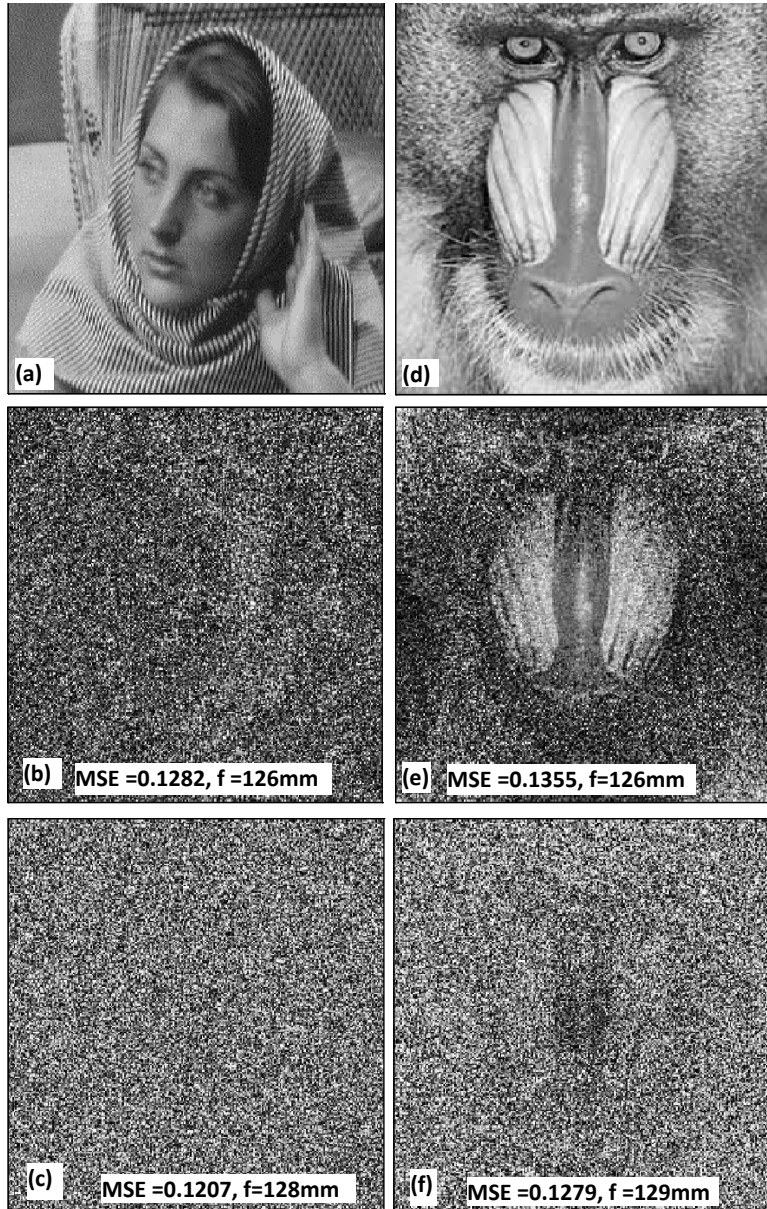 (a)
(d)
(b) MSE =0.1282, f =126mm
(e) MSE =0.1355, f=126mm
(c) MSE =0.1207, f=128mm
(f) MSE =0.1279, f =129mm